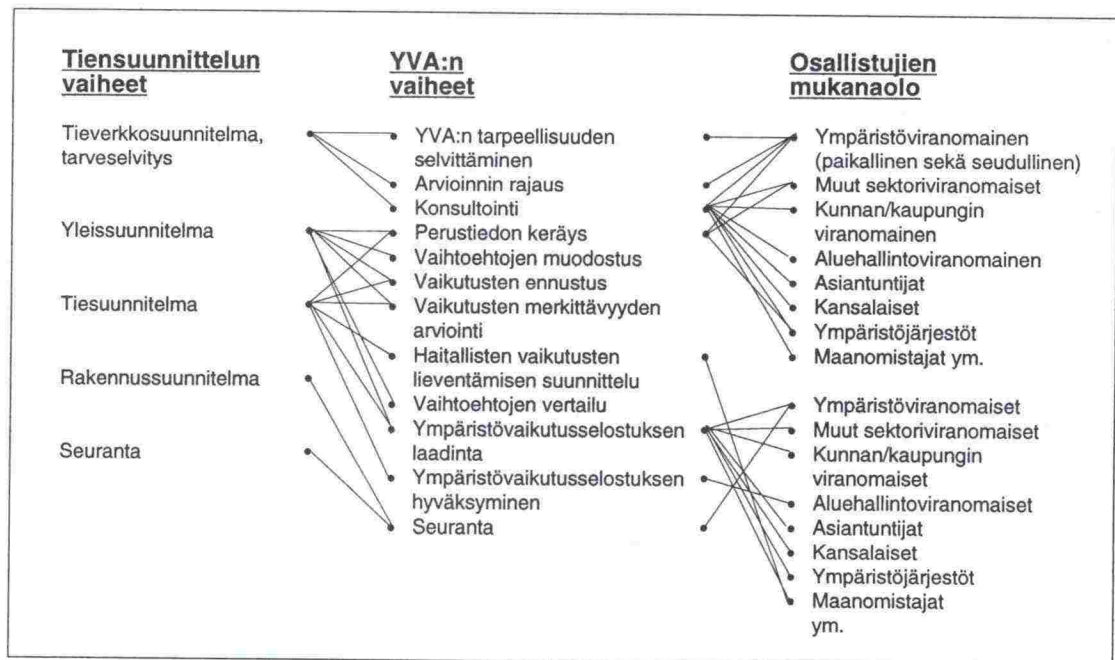 Tiensuunnittelun
vaiheet
Tieverkkosuunnitelma,
tarveselvitys
Yleissuunnitelma
Tiesuunnitelma
Rakennussuunnitelma
Seuranta
YVA:n
vaiheet
YVA:n tarpeellisuuden
selvittäminen
Arvioinnin rajaus
Konsultointi
Perustiedon keräys
Vaihtoehtojen muodostus
Vaikutusten ennustus
Vaikutusten merkittävyyden
arviointi
Haitallisten vaikutusten
lieventämisen suunnittelu
Vaihtoehtojen vertailu
Ympäristövaikutusselostuksen
laadinta
Ympäristövaikutusselostuksen
hyväksyminen
Seuranta
Osallistujien
mukanaolo
Ympäristöviranomainen
(paikallinen sekä seudullinen)
Muut sektoriviranomaiset
Kunnan/kaupungin
viranomainen
Aluehallintoviranomainen
Asiantuntijat
Kansalaiset
Ympäristöjärjestöt
Maanomistajat ym.
Ympäristöviranomaiset
Muut sektoriviranomaiset
Kunnan/kaupungin
viranomaiset
Aluehallintoviranomaiset
Asiantuntijat
Kansalaiset
Ympäristöjärjestöt
Maanomistajat
ym.